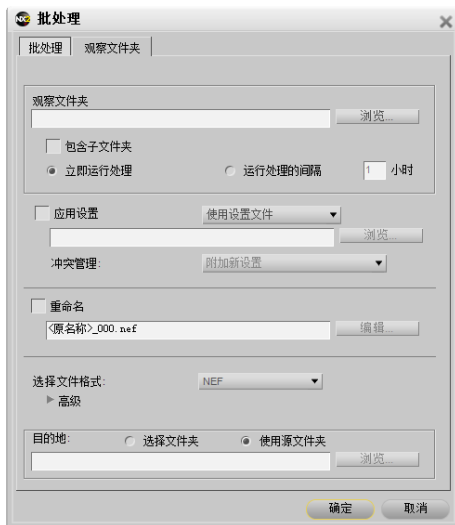 NXG 批处理
批处理 观察文件夹
观察文件夹
浏览...
包含子文件夹
立即运行处理 运行处理的间隔 1 小时
应用设置 使用设置文件
浏览...
冲突管理: 附加新设置
重命名
<原名称>_000.nef 编辑...
选择文件格式: NEF
高级
目的地: 选择文件夹 使用源文件夹
浏览...
确定 取消